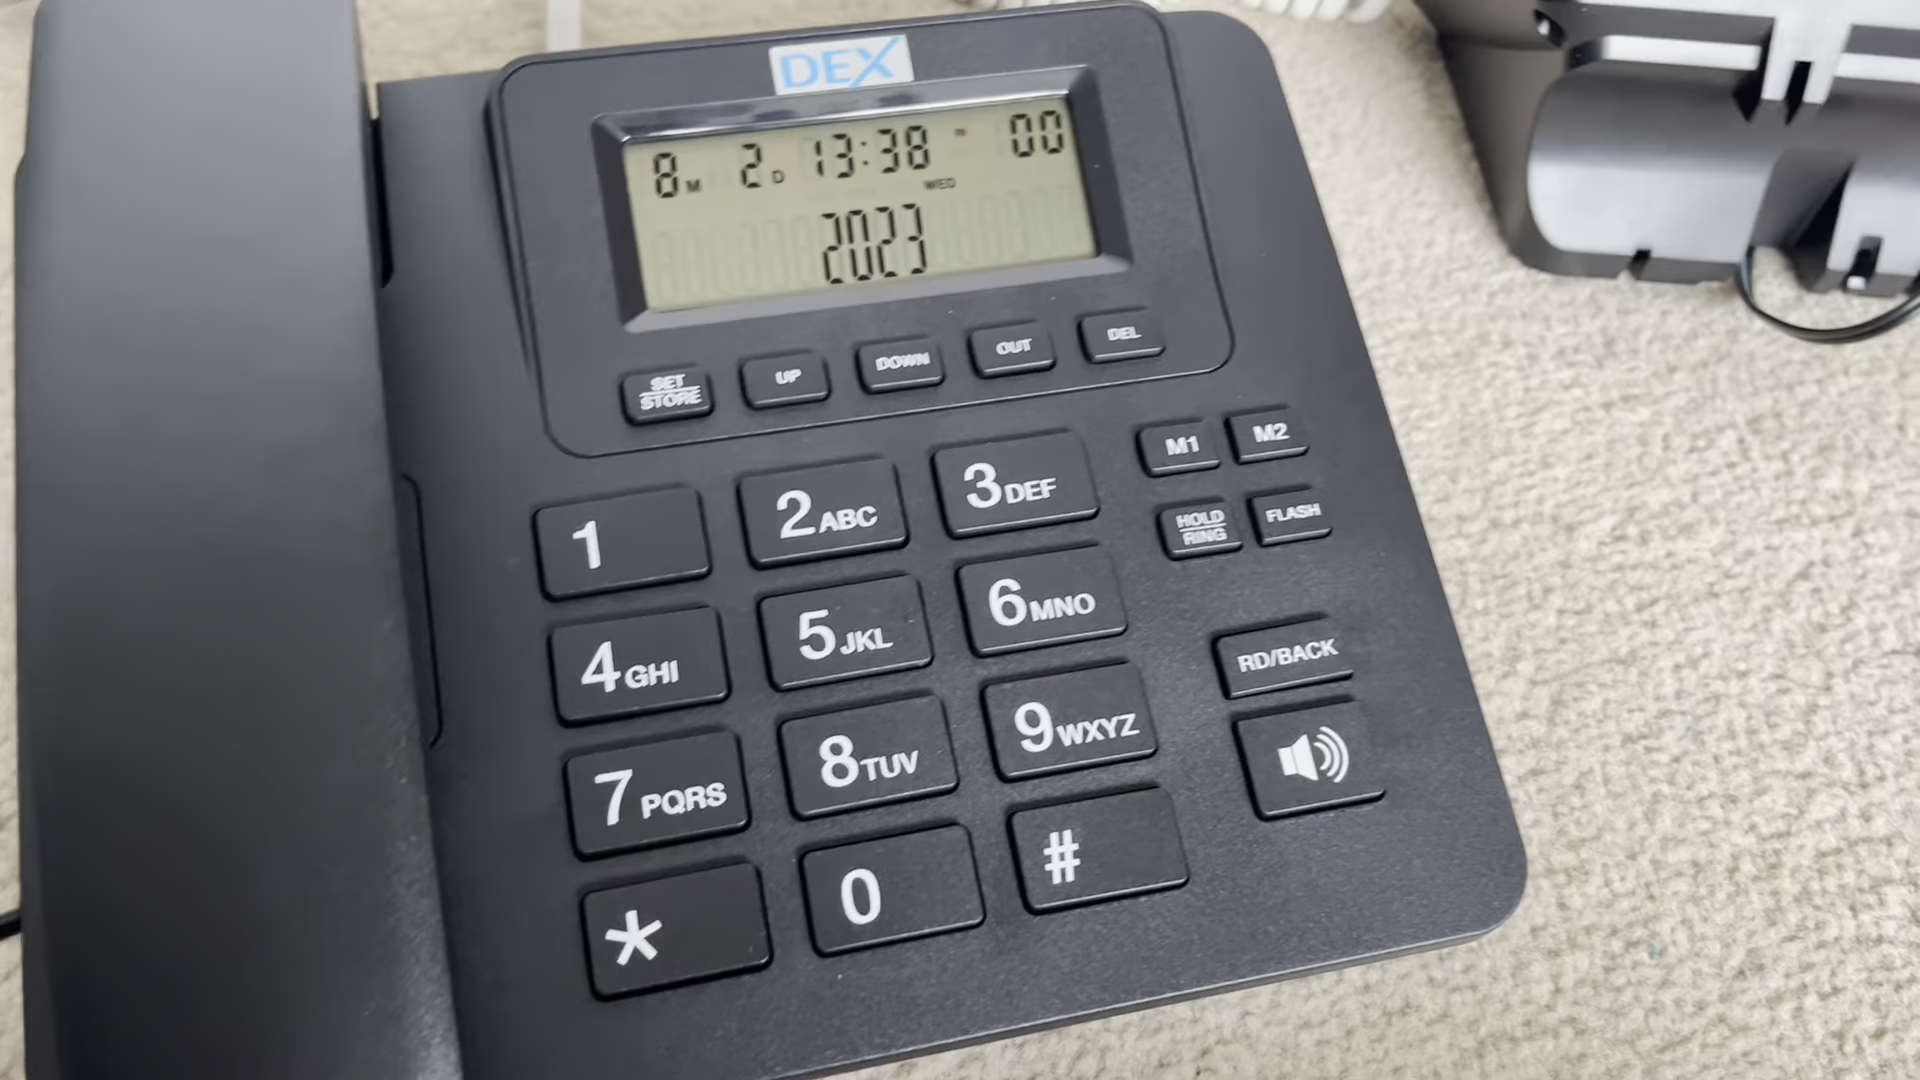 DEX
8 M 2 D 13:38 N 00
WED
2023
SET STORE UP DOWN OUT DEL
1 2 ABC 3 DEF M1 M2
HOLD RING FLASH
4 GHI 5 JKL 6 MNO
RD/BACK
7 PQRS 8 TUV 9 WXYZ
* 0 #